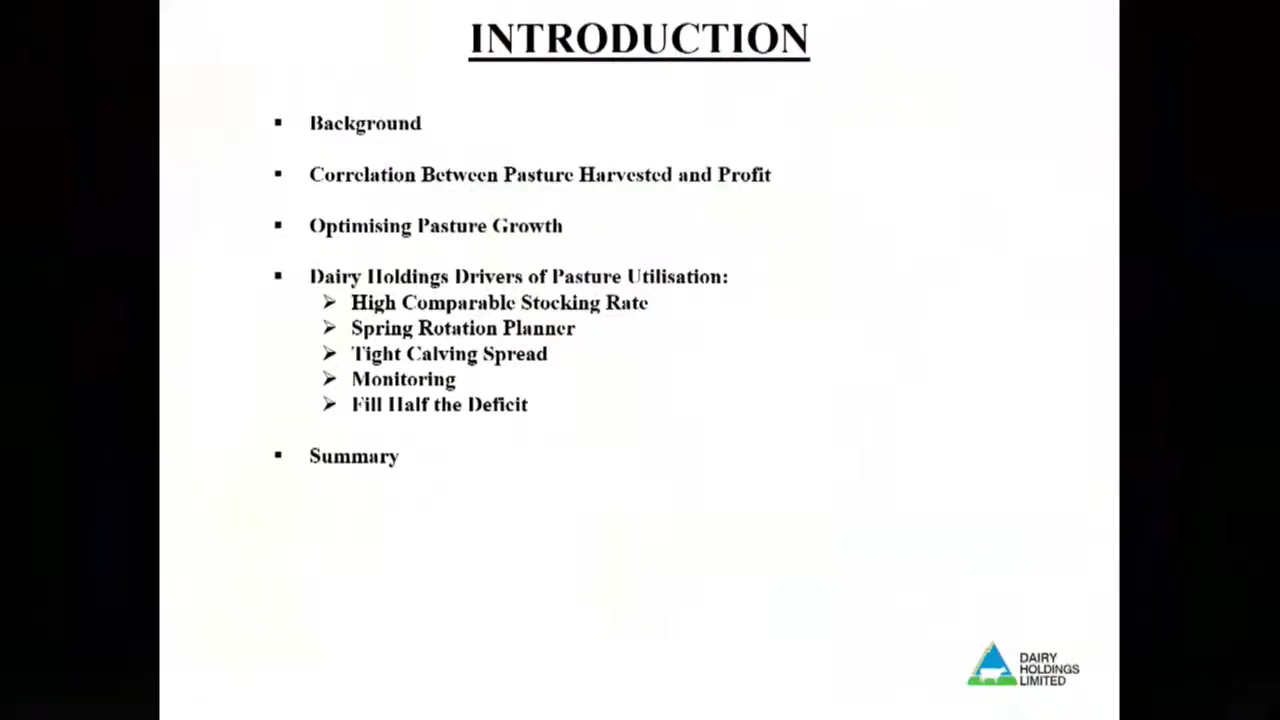 INTRODUCTION
▪ Background
▪ Correlation Between Pasture Harvested and Profit
▪ Optimising Pasture Growth
▪ Dairy Holdings Drivers of Pasture Utilisation:
➢ High Comparable Stocking Rate
➢ Spring Rotation Planner
➢ Tight Calving Spread
➢ Monitoring
➢ Fill Half the Deficit
▪ Summary
DAIRY
HOLDINGS
LIMITED